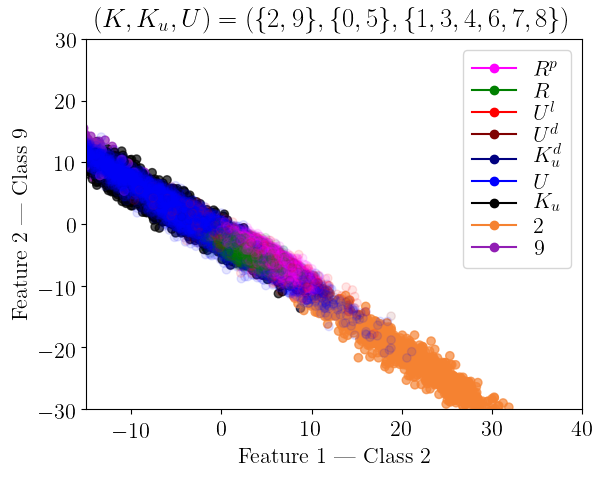 (K, K_u, U) = ({2, 9}, {0, 5}, {1, 3, 4, 6, 7, 8})
30
20
10
0
−10
−20
−30
Feature 2 — Class 9
R^p
R
U^l
U^d
K_u^d
U
K_u
2
9
−10 0 10 20 30 40
Feature 1 — Class 2